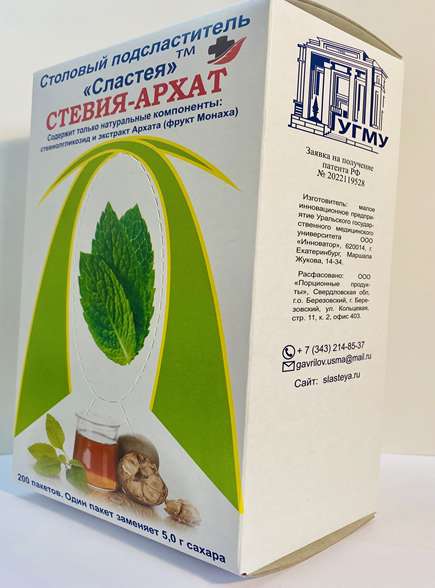 Столовый подсластитель
«Сластея»™
СТЕВИЯ-АРХАТ
Содержит только натуральные компоненты:
стевиолгликозид и экстракт Архата (фрукт Монаха)
200 пакетов. Один пакет заменяет 5,0 г сахара
УГМУ
Заявка на получение
патента РФ
№ 2022119528
Изготовитель: малое
инновационное предпри-
ятие Уральского государ-
ственного медицинского
университета ООО
«Инноватор», 620014, г.
Екатеринбург, Маршала
Жукова, 14-34.
Расфасовано: ООО
«Порционные продук-
ты», Свердловская обл,
г.о. Березовский, г. Бере-
зовский, ул. Кольцевая,
стр. 11, к. 2, офис 403.
+ 7 (343) 214-85-37
gavrilov.usma@mail.ru
Сайт: slasteya.ru